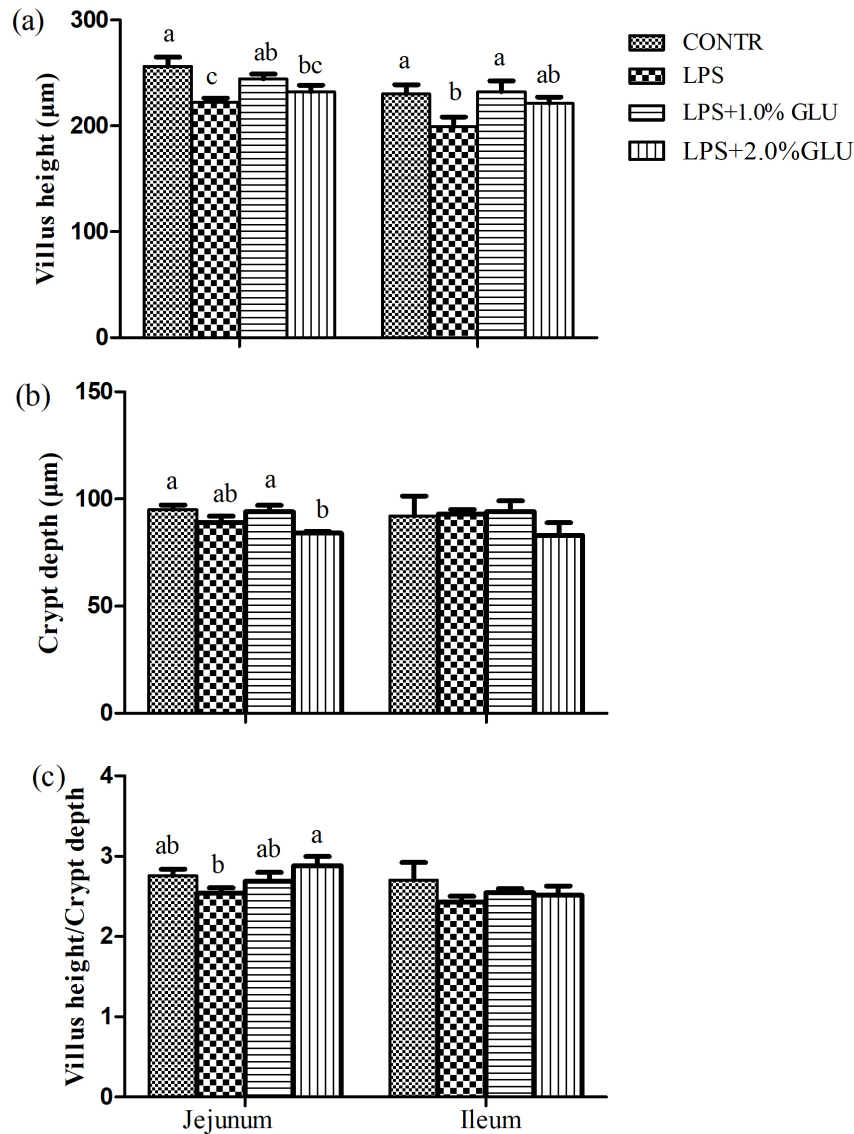 (a)
Villus height (μm)
300
200
100
0
a
c
ab
bc
a
b
a
ab
CONTR
LPS
LPS+1.0% GLU
LPS+2.0%GLU
(b)
Crypt depth (μm)
150
100
50
0
a
ab
a
b
(c)
Villus height/Crypt depth
4
3
2
1
0
ab
b
ab
a
Jejunum
Ileum